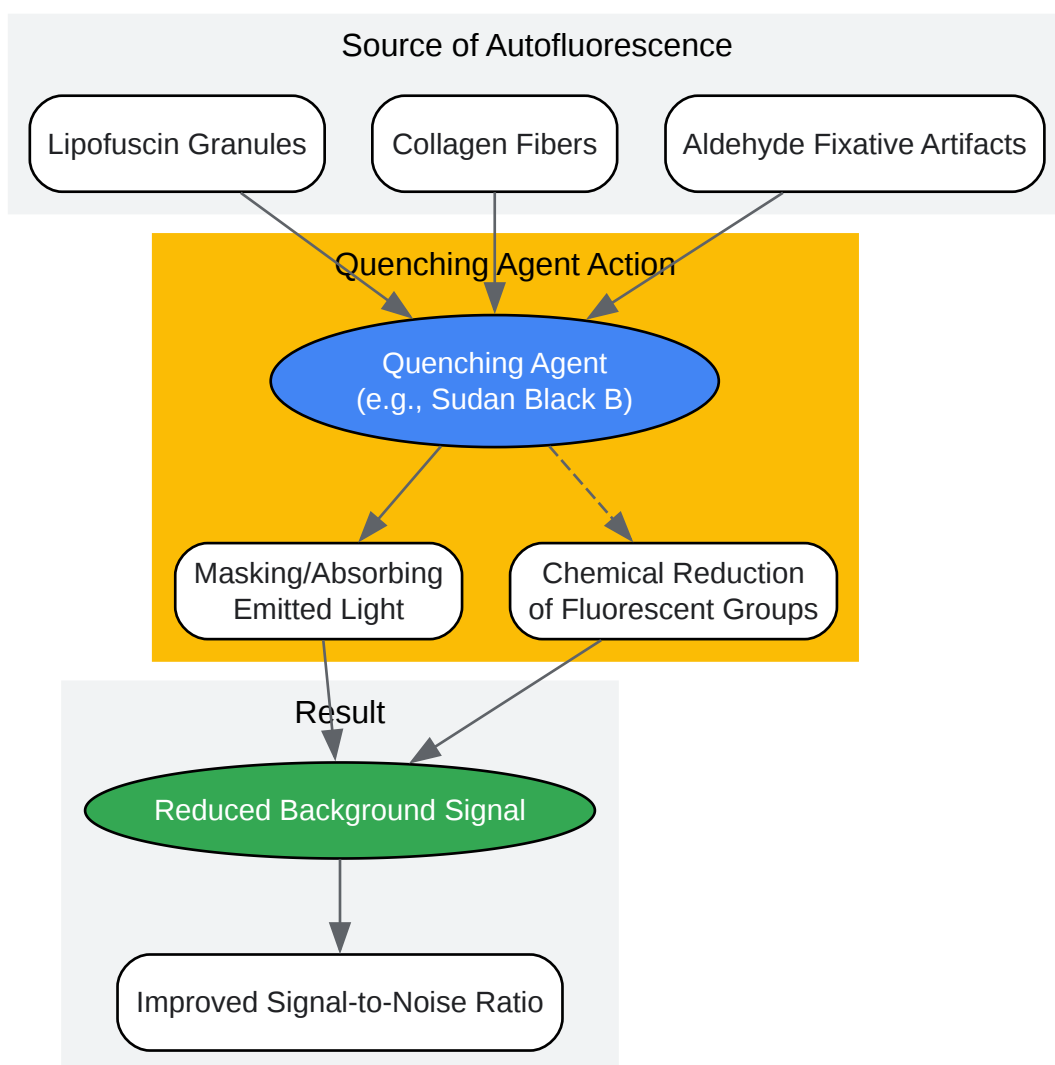 Source of Autofluorescence
Lipofuscin Granules
Collagen Fibers
Aldehyde Fixative Artifacts
Quenching Agent Action
Quenching Agent
(e.g., Sudan Black B)
Masking/Absorbing
Emitted Light
Chemical Reduction
of Fluorescent Groups
Result
Reduced Background Signal
Improved Signal-to-Noise Ratio